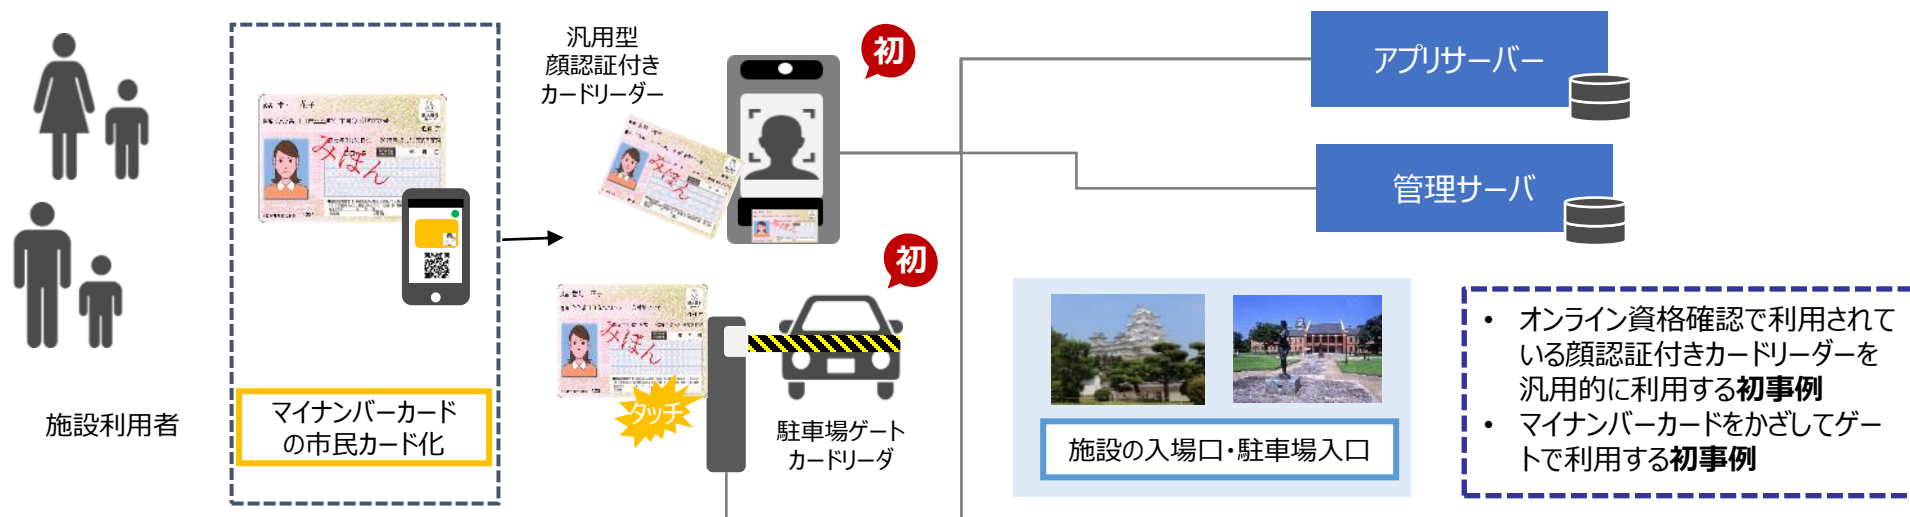 施設利用者
みほん
マイナンバーカード
の市民カード化
汎用型
顔認証付き
カードリーダー
初
みほん
初
みほん
タッチ
駐車場ゲート
カードリーダ
アプリサーバー
管理サーバ
施設の入場口・駐車場入口
• オンライン資格確認で利用されて
いる顔認証付きカードリーダーを
汎用的に利用する初事例
• マイナンバーカードをかざしてゲー
トで利用する初事例